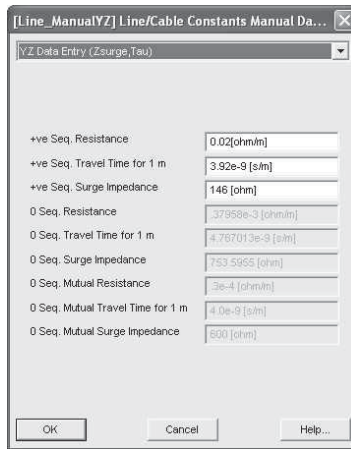 [Line_ManualYZ] Line/Cable Constants Manual Da...
YZ Data Entry (Zsurge,Tau)
+ve Seq. Resistance 0.02[ohm/m]
+ve Seq. Travel Time for 1 m 3.92e-9 [s/m]
+ve Seq. Surge Impedance 146 [ohm]
0 Seq. Resistance .37958e-3 [ohm/m]
0 Seq. Travel Time for 1 m 4.767013e-9 [s/m]
0 Seq. Surge Impedance 753.5955 [ohm]
0 Seq. Mutual Resistance .3e-4 [ohm/m]
0 Seq. Mutual Travel Time for 1 m 4.0e-9 [s/m]
0 Seq. Mutual Surge Impedance 600 [ohm]
OK Cancel Help...